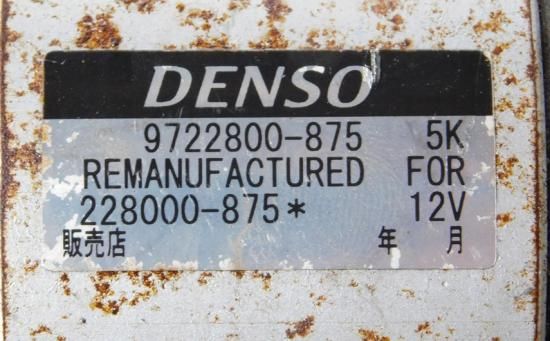 DENSO
9722800-875 5K
REMANUFACTURED FOR
228000-875* 12V
販売店 年 月